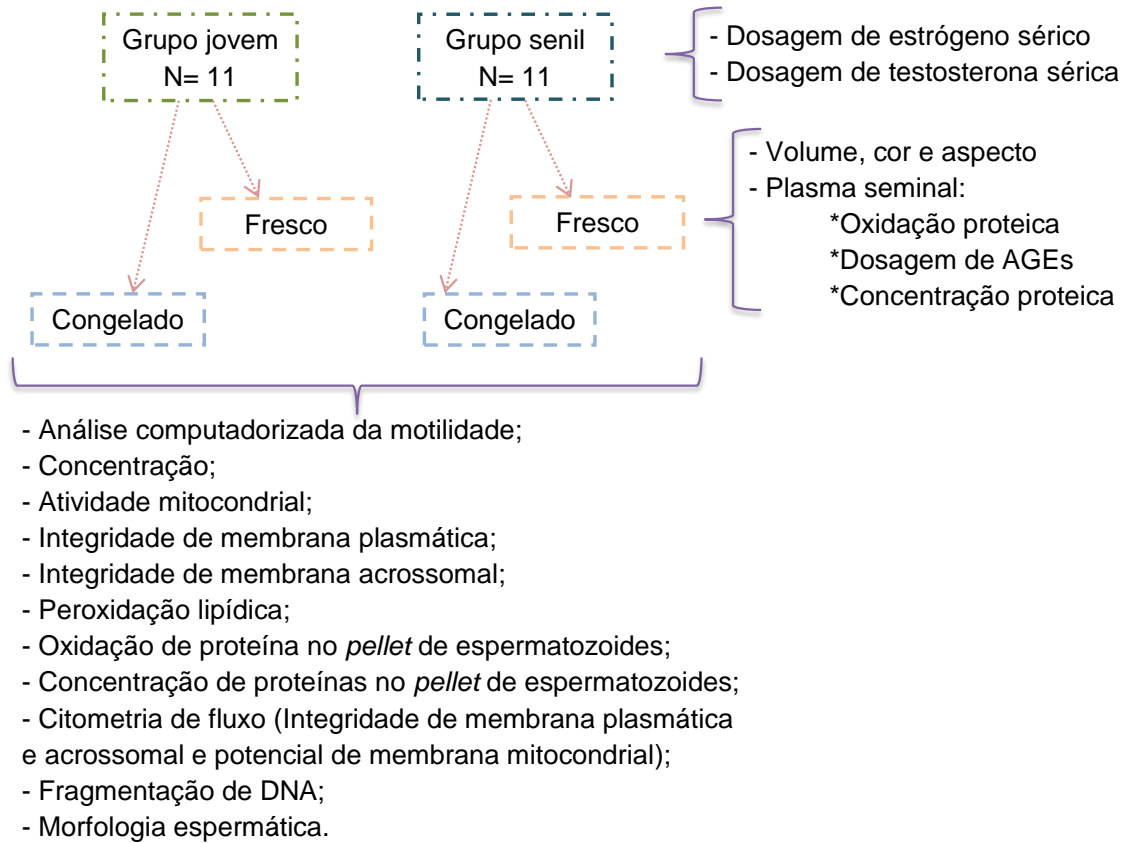 Grupo jovem
N= 11
Grupo senil
N= 11
- Dosagem de estrógeno sérico
- Dosagem de testosterona sérica
Fresco
Fresco
- Volume, cor e aspecto
- Plasma seminal:
*Oxidação proteica
*Dosagem de AGEs
*Concentração proteica
Congelado
Congelado
- Análise computadorizada da motilidade;
- Concentração;
- Atividade mitocondrial;
- Integridade de membrana plasmática;
- Integridade de membrana acrossomal;
- Peroxidação lipídica;
- Oxidação de proteína no pellet de espermatozoides;
- Concentração de proteínas no pellet de espermatozoides;
- Citometria de fluxo (Integridade de membrana plasmática
e acrossomal e potencial de membrana mitocondrial);
- Fragmentação de DNA;
- Morfologia espermática.